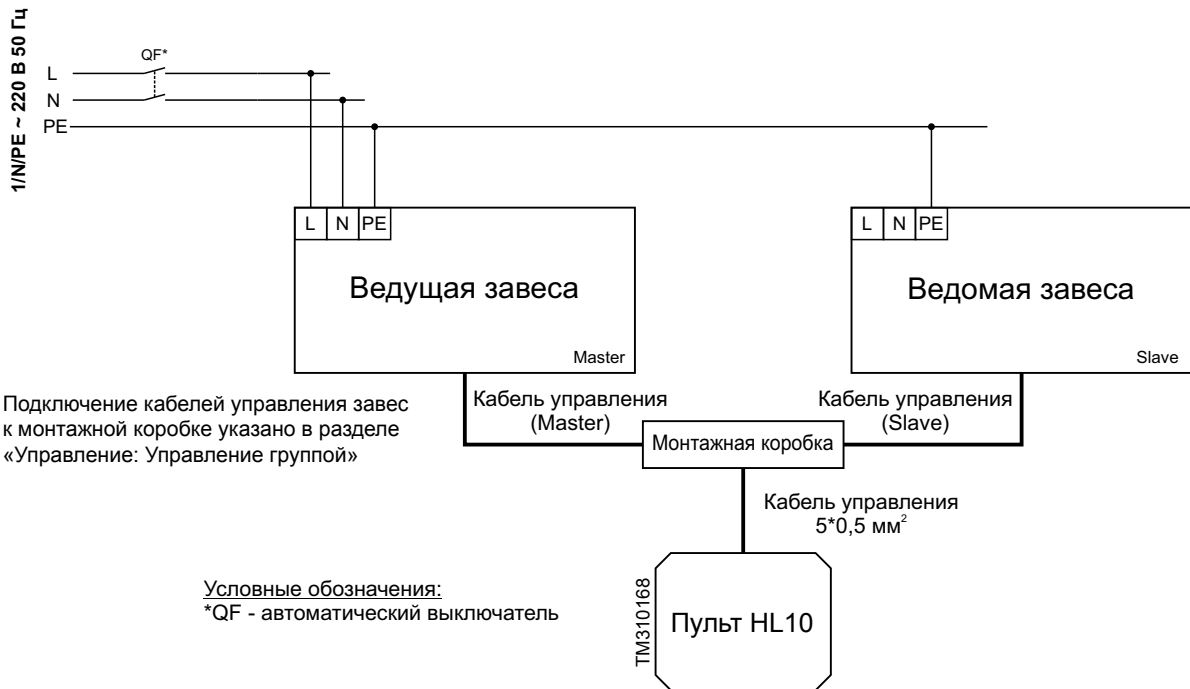 1/N/PE ~ 220 В 50 Гц
QF*
L
N
PE
L N PE
Ведущая завеса
Master
L N PE
Ведомая завеса
Slave
Подключение кабелей управления завес
к монтажной коробке указано в разделе
«Управление: Управление группой»
Кабель управления
(Master)
Кабель управления
(Slave)
Монтажная коробка
Кабель управления
5*0,5 мм²
Условные обозначения:
*QF - автоматический выключатель
TM310168
Пульт HL10